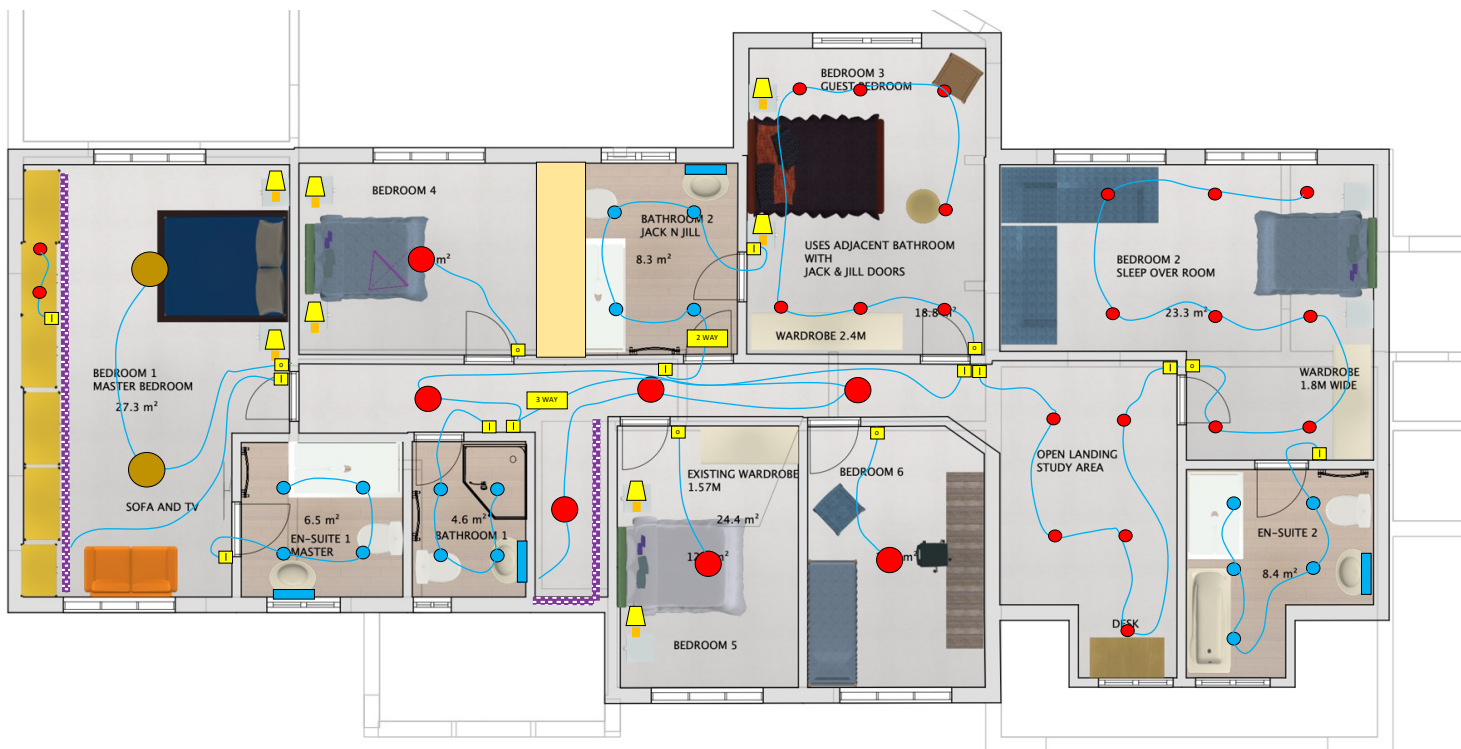 BEDROOM 3
GUEST BEDROOM
BEDROOM 4
BATHROOM 2
JACK N JILL
8.3 m²
USES ADJACENT BATHROOM
WITH
JACK & JILL DOORS
BEDROOM 2
SLEEP OVER ROOM
18.8 m²
23.3 m²
WARDROBE 2.4M
2 WAY
BEDROOM 1
MASTER BEDROOM
27.3 m²
WARDROBE
1.8M WIDE
3 WAY
OPEN LANDING
STUDY AREA
EXISTING WARDROBE
1.57M
BEDROOM 6
SOFA AND TV
6.5 m²
EN-SUITE 1
MASTER
4.6 m²
BATHROOM 1
24.4 m²
EN-SUITE 2
8.4 m²
DESK
BEDROOM 5